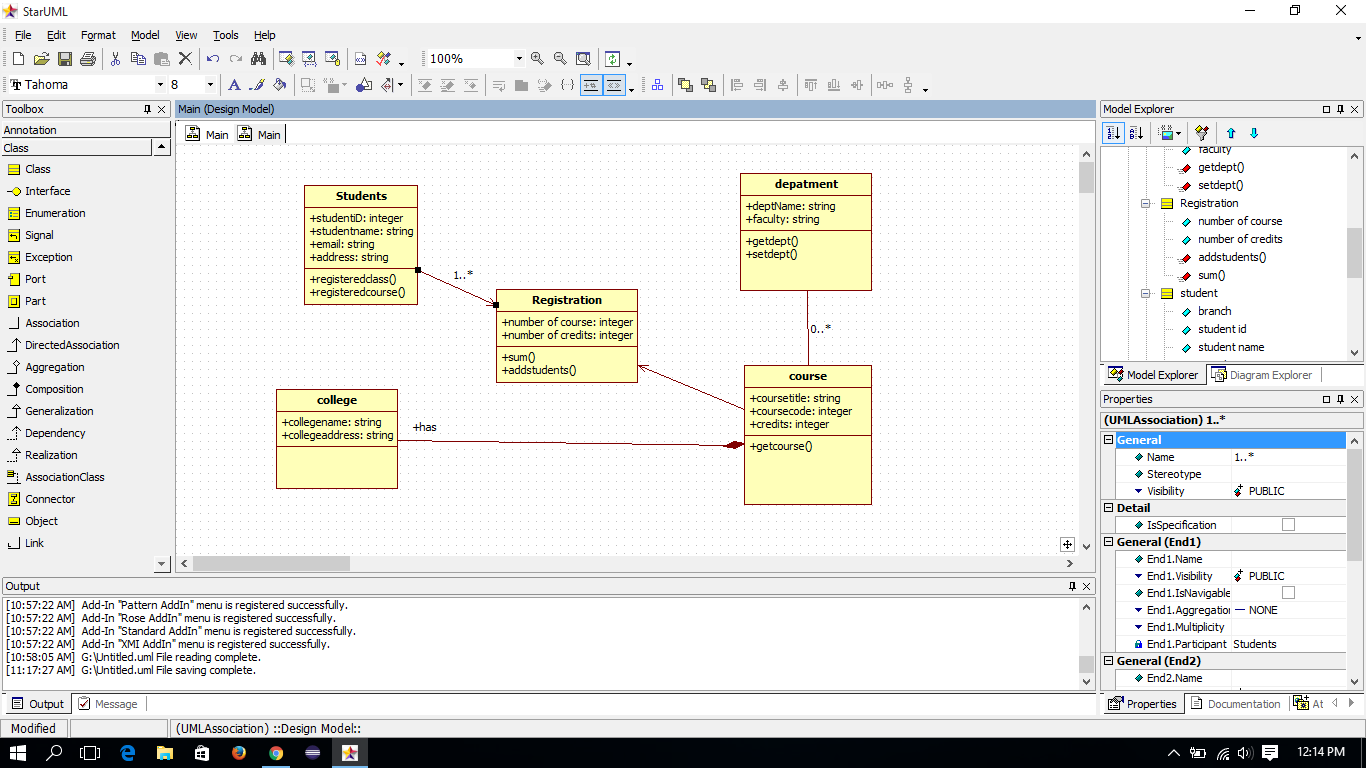 StarUML
File Edit Format Model View Tools Help
100%
Tahoma 8
Toolbox
Annotation
Class
Class
Interface
Enumeration
Signal
Exception
Port
Part
Association
DirectedAssociation
Aggregation
Composition
Generalization
Dependency
Realization
AssociationClass
Connector
Object
Link
Main (Design Model)
Main Main
Students
+studentiD: integer
+studentname: string
+email: string
+address: string
+registeredclass()
+registeredcourse()
1..*
depatment
+deptName: string
+faculty: string
+getdept()
+setdept()
Registration
+number of course: integer
+number of credits: integer
+sum()
+addstudents()
0..*
course
+coursetitle: string
+coursecode: integer
+credits: integer
+getcourse()
college
+collegename: string
+collegeaddress: string
+has
Model Explorer
faculty
getdept()
setdept()
Registration
number of course
number of credits
addstudents()
sum()
student
branch
student id
student name
Model Explorer Diagram Explorer
Properties
(UMLAssociation) 1..*
General
Name 1..*
Stereotype
Visibility PUBLIC
Detail
IsSpecification
General (End1)
End1.Name
End1.Visibility PUBLIC
End1.IsNavigable
End1.Aggregation NONE
End1.Multiplicity
End1.Participant Students
General (End2)
End2.Name
Properties Documentation At
Output
[10:57:22 AM] Add-In "Pattern AddIn" menu is registered successfully.
[10:57:22 AM] Add-In "Rose AddIn" menu is registered successfully.
[10:57:22 AM] Add-In "Standard AddIn" menu is registered successfully.
[10:57:22 AM] Add-In "XMI AddIn" menu is registered successfully.
[10:58:05 AM] G:\Untitled.uml File reading complete.
[11:17:27 AM] G:\Untitled.uml File saving complete.
Output Message
Modified (UMLAssociation) ::Design Model::
12:14 PM